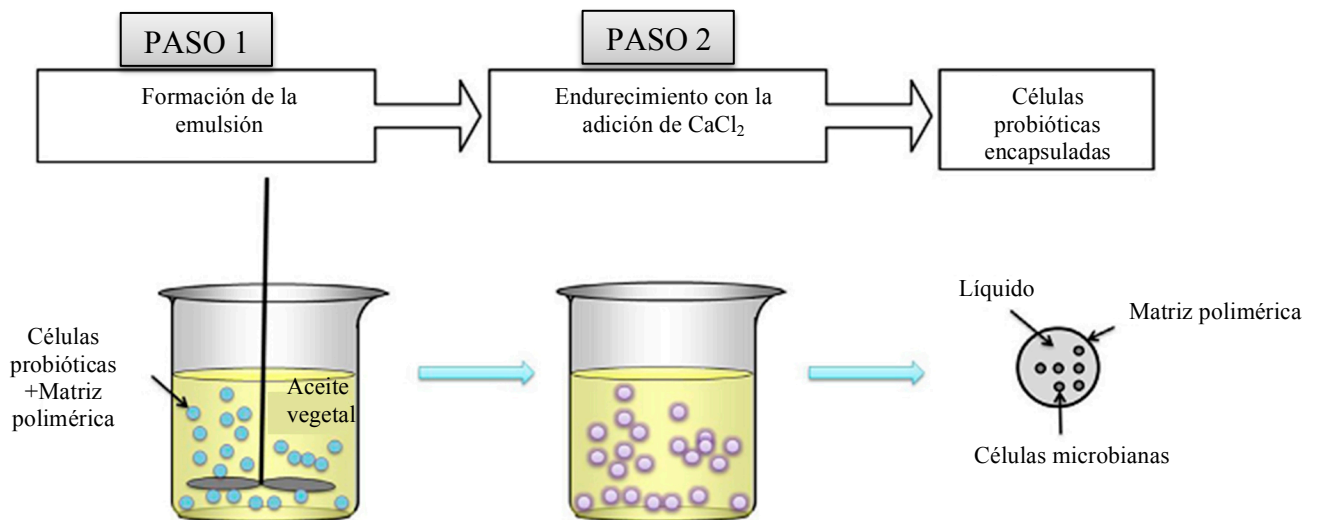 PASO 1
PASO 2
Formación de la
emulsión
Endurecimiento con la
adición de CaCl₂
Células
probióticas
encapsuladas
Células
probióticas
+Matriz
polimérica
Aceite
vegetal
Líquido
Matriz polimérica
Células microbianas